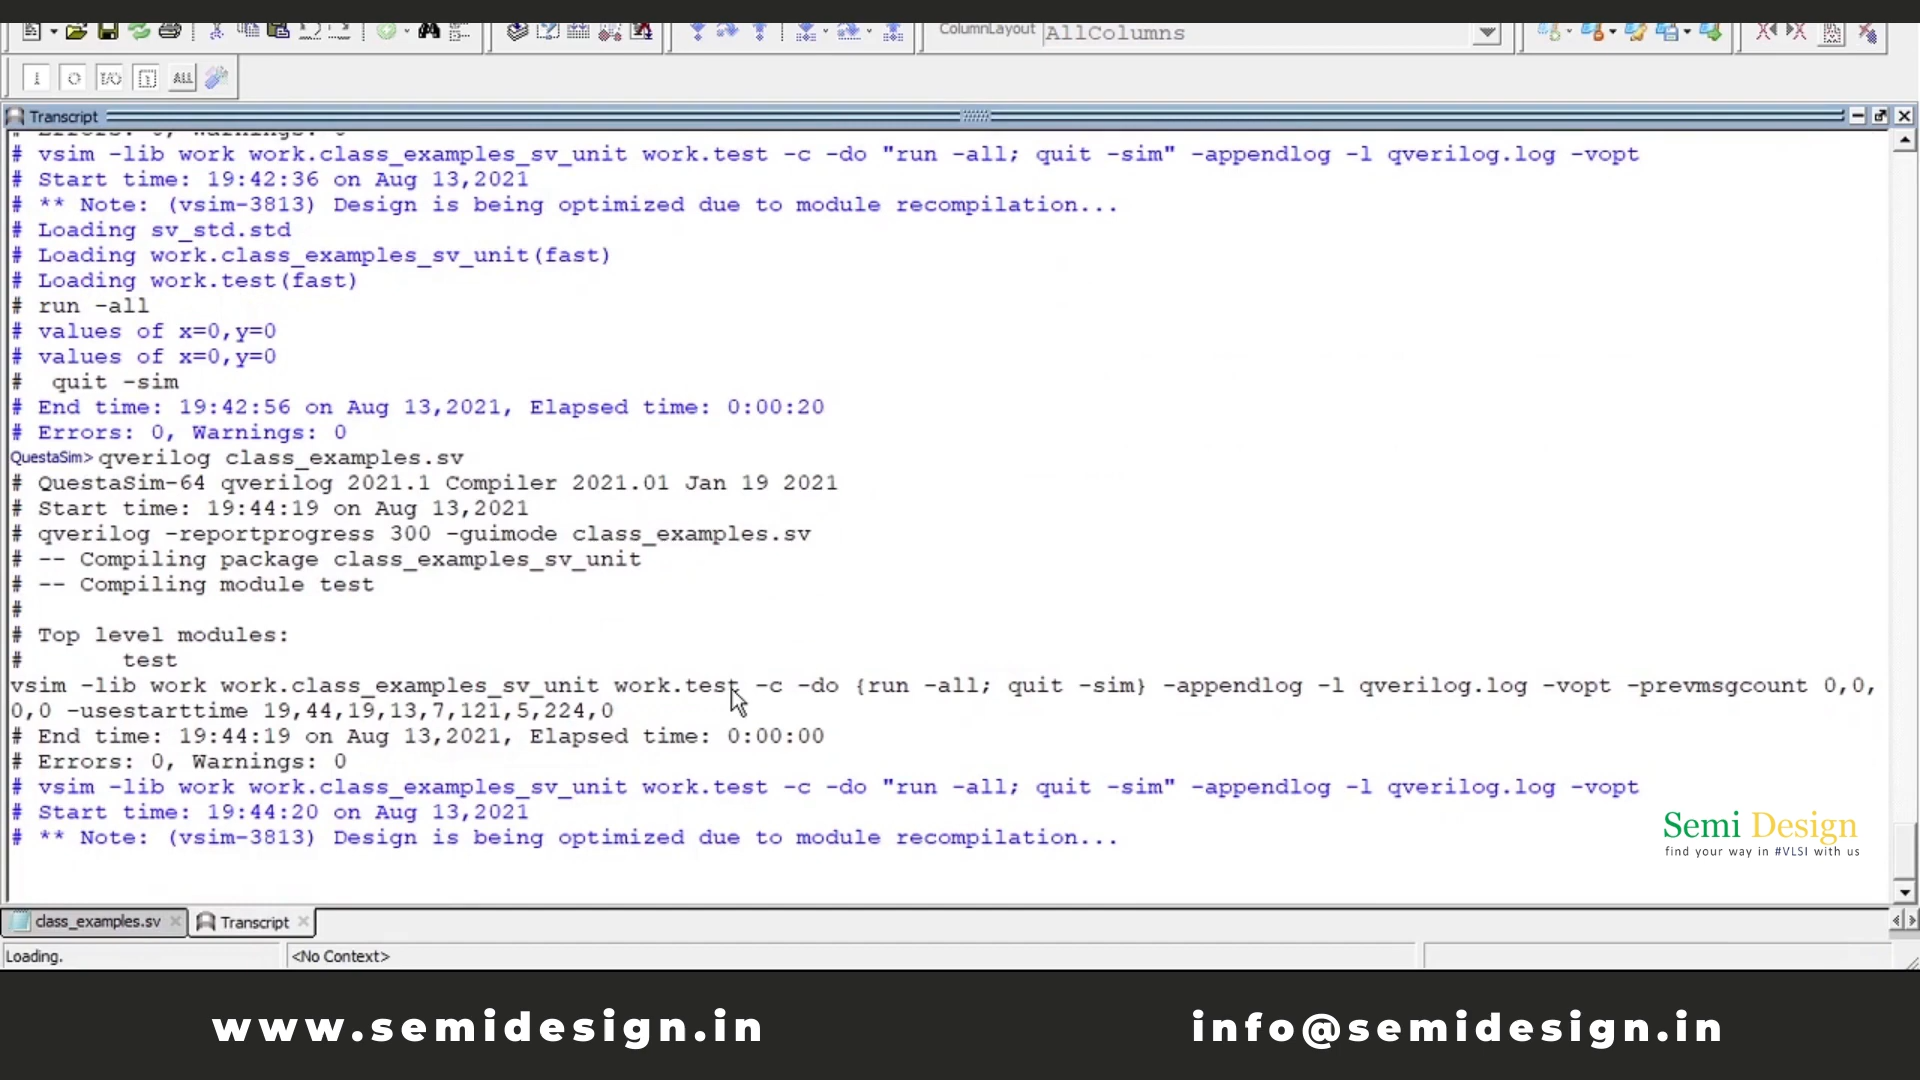 ColumnLayout AllColumns
ALL
Transcript
# Errors: 0, Warnings: 0
# vsim -lib work work.class_examples_sv_unit work.test -c -do "run -all; quit -sim" -appendlog -l qverilog.log -vopt
# Start time: 19:42:36 on Aug 13,2021
# ** Note: (vsim-3813) Design is being optimized due to module recompilation...
# Loading sv_std.std
# Loading work.class_examples_sv_unit(fast)
# Loading work.test(fast)
# run -all
# values of x=0,y=0
# values of x=0,y=0
#  quit -sim
# End time: 19:42:56 on Aug 13,2021, Elapsed time: 0:00:20
# Errors: 0, Warnings: 0
QuestaSim> qverilog class_examples.sv
# QuestaSim-64 qverilog 2021.1 Compiler 2021.01 Jan 19 2021
# Start time: 19:44:19 on Aug 13,2021
# qverilog -reportprogress 300 -guimode class_examples.sv
# -- Compiling package class_examples_sv_unit
# -- Compiling module test
#
# Top level modules:
#       test
vsim -lib work work.class_examples_sv_unit work.test -c -do {run -all; quit -sim} -appendlog -l qverilog.log -vopt -prevmsgcount 0,0,
0,0 -usestarttime 19,44,19,13,7,121,5,224,0
# End time: 19:44:19 on Aug 13,2021, Elapsed time: 0:00:00
# Errors: 0, Warnings: 0
# vsim -lib work work.class_examples_sv_unit work.test -c -do "run -all; quit -sim" -appendlog -l qverilog.log -vopt
# Start time: 19:44:20 on Aug 13,2021
# ** Note: (vsim-3813) Design is being optimized due to module recompilation...
Semi Design
find your way in #VLSI with us
class_examples.sv
Transcript
Loading.
<No Context>
www.semidesign.in
info@semidesign.in